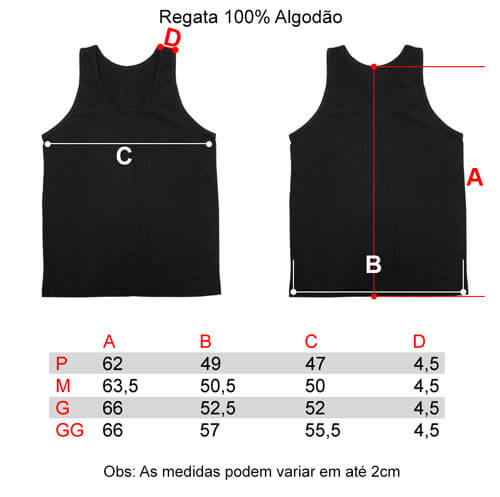 Regata 100% Algodão
D
C
A
B
A B C D
P 62 49 47 4,5
M 63,5 50,5 50 4,5
G 66 52,5 52 4,5
GG 66 57 55,5 4,5
Obs: As medidas podem variar em até 2cm